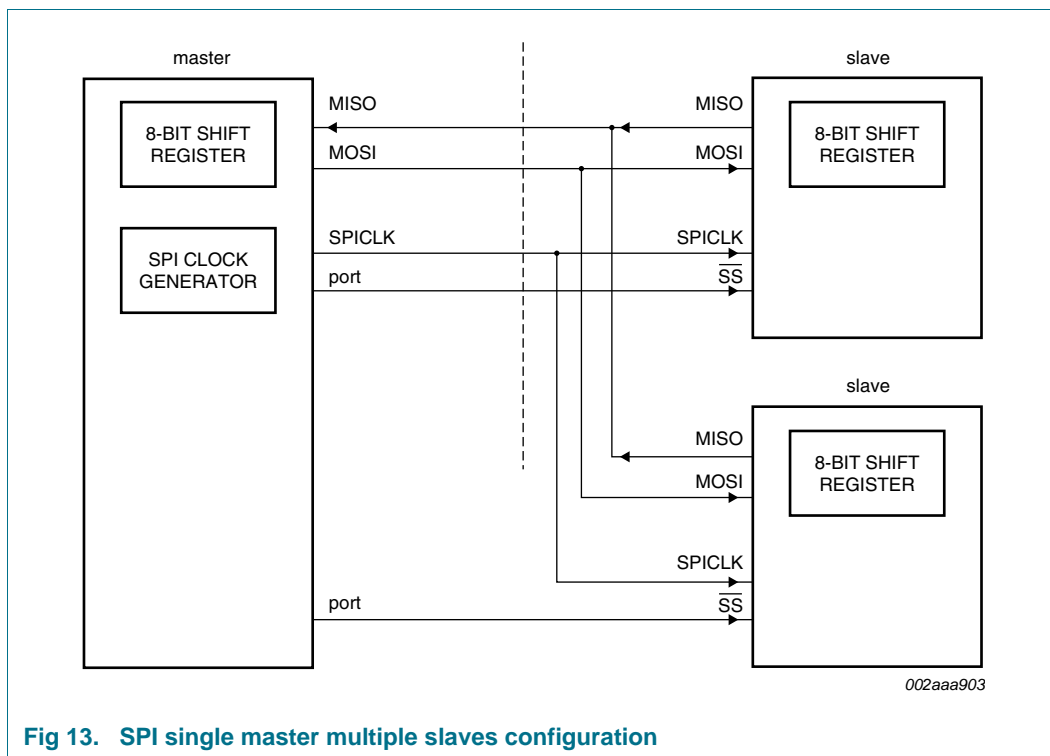 master
slave
8-BIT SHIFT
REGISTER
MISO
MISO
8-BIT SHIFT
REGISTER
MOSI
MOSI
SPI CLOCK
GENERATOR
SPICLK
SPICLK
port
SS
slave
MISO
8-BIT SHIFT
REGISTER
MOSI
SPICLK
port
SS
002aaa903
Fig 13. SPI single master multiple slaves configuration